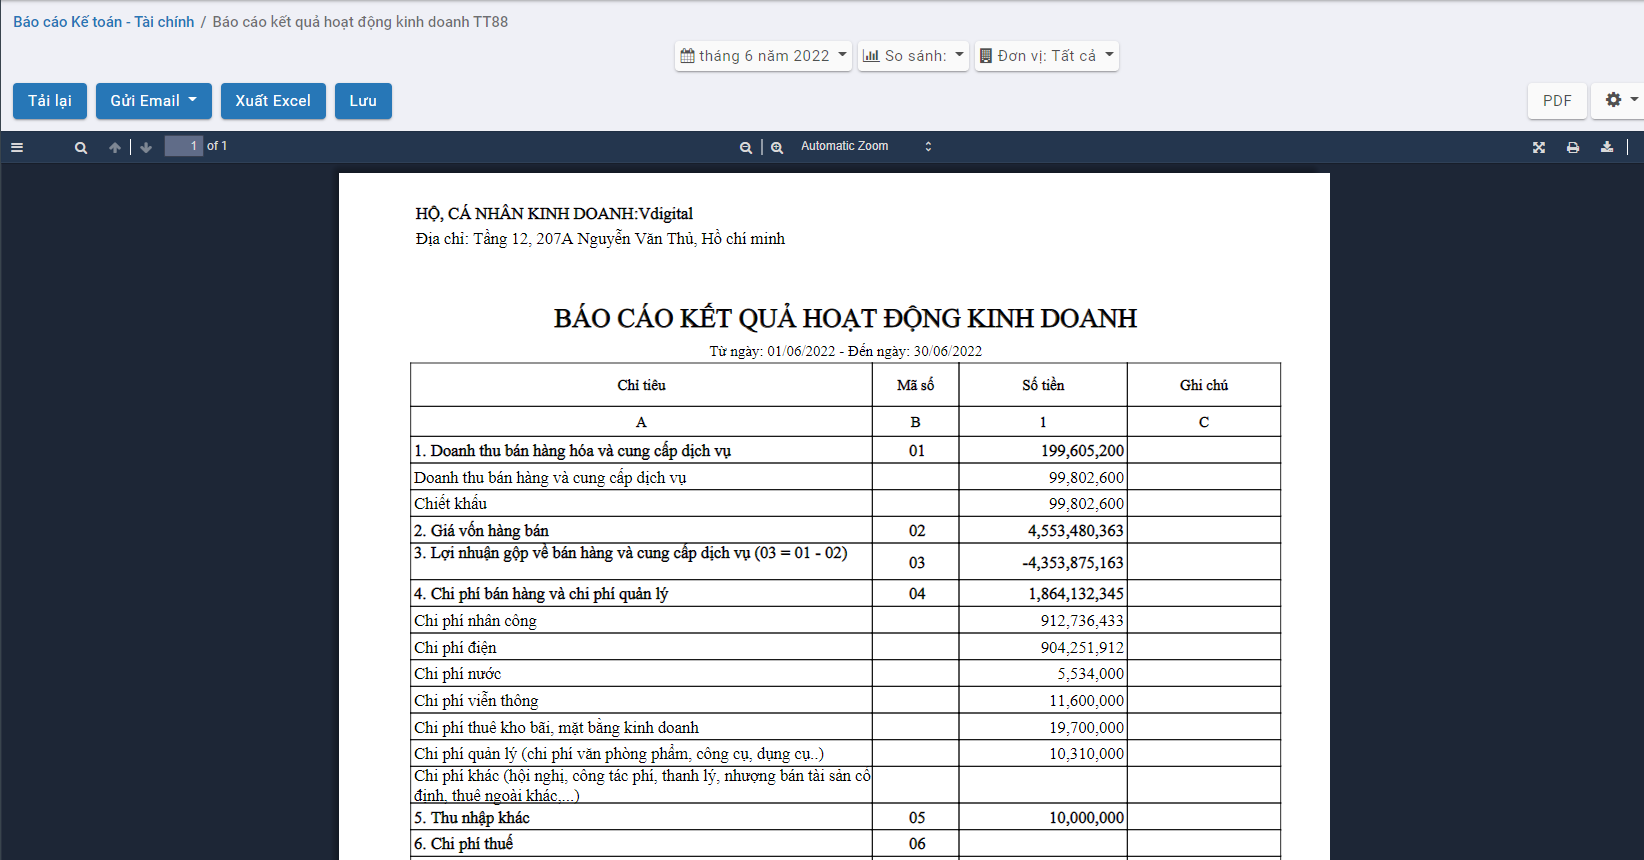 Báo cáo Kế toán - Tài chính / Báo cáo kết quả hoạt động kinh doanh TT88
tháng 6 năm 2022 So sánh: Đơn vị: Tất cả
Tải lại Gửi Email Xuất Excel Lưu PDF
1 of 1 Automatic Zoom
HỘ, CÁ NHÂN KINH DOANH:Vdigital
Địa chỉ: Tầng 12, 207A Nguyễn Văn Thủ, Hồ chí minh
BÁO CÁO KẾT QUẢ HOẠT ĐỘNG KINH DOANH
Từ ngày: 01/06/2022 - Đến ngày: 30/06/2022
Chỉ tiêu Mã số Số tiền Ghi chú
A B 1 C
1. Doanh thu bán hàng hóa và cung cấp dịch vụ 01 199,605,200
Doanh thu bán hàng và cung cấp dịch vụ 99,802,600
Chiết khấu 99,802,600
2. Giá vốn hàng bán 02 4,553,480,363
3. Lợi nhuận gộp về bán hàng và cung cấp dịch vụ (03 = 01 - 02) 03 -4,353,875,163
4. Chi phí bán hàng và chi phí quản lý 04 1,864,132,345
Chi phí nhân công 912,736,433
Chi phí điện 904,251,912
Chi phí nước 5,534,000
Chi phí viễn thông 11,600,000
Chi phí thuê kho bãi, mặt bằng kinh doanh 19,700,000
Chi phí quản lý (chi phí văn phòng phẩm, công cụ, dụng cụ..) 10,310,000
Chi phí khác (hội nghị, công tác phí, thanh lý, nhượng bán tài sản cố
định, thuê ngoài khác,...)
5. Thu nhập khác 05 10,000,000
6. Chi phí thuế 06